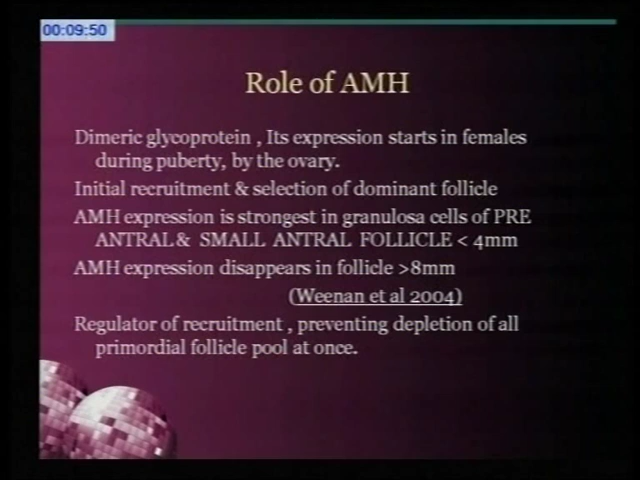 00:09:50
Role of AMH
Dimeric glycoprotein , Its expression starts in females
during puberty, by the ovary.
Initial recruitment & selection of dominant follicle
AMH expression is strongest in granulosa cells of PRE
ANTRAL & SMALL ANTRAL FOLLICLE < 4mm
AMH expression disappears in follicle >8mm
(Weenan et al 2004)
Regulator of recruitment , preventing depletion of all
primordial follicle pool at once.